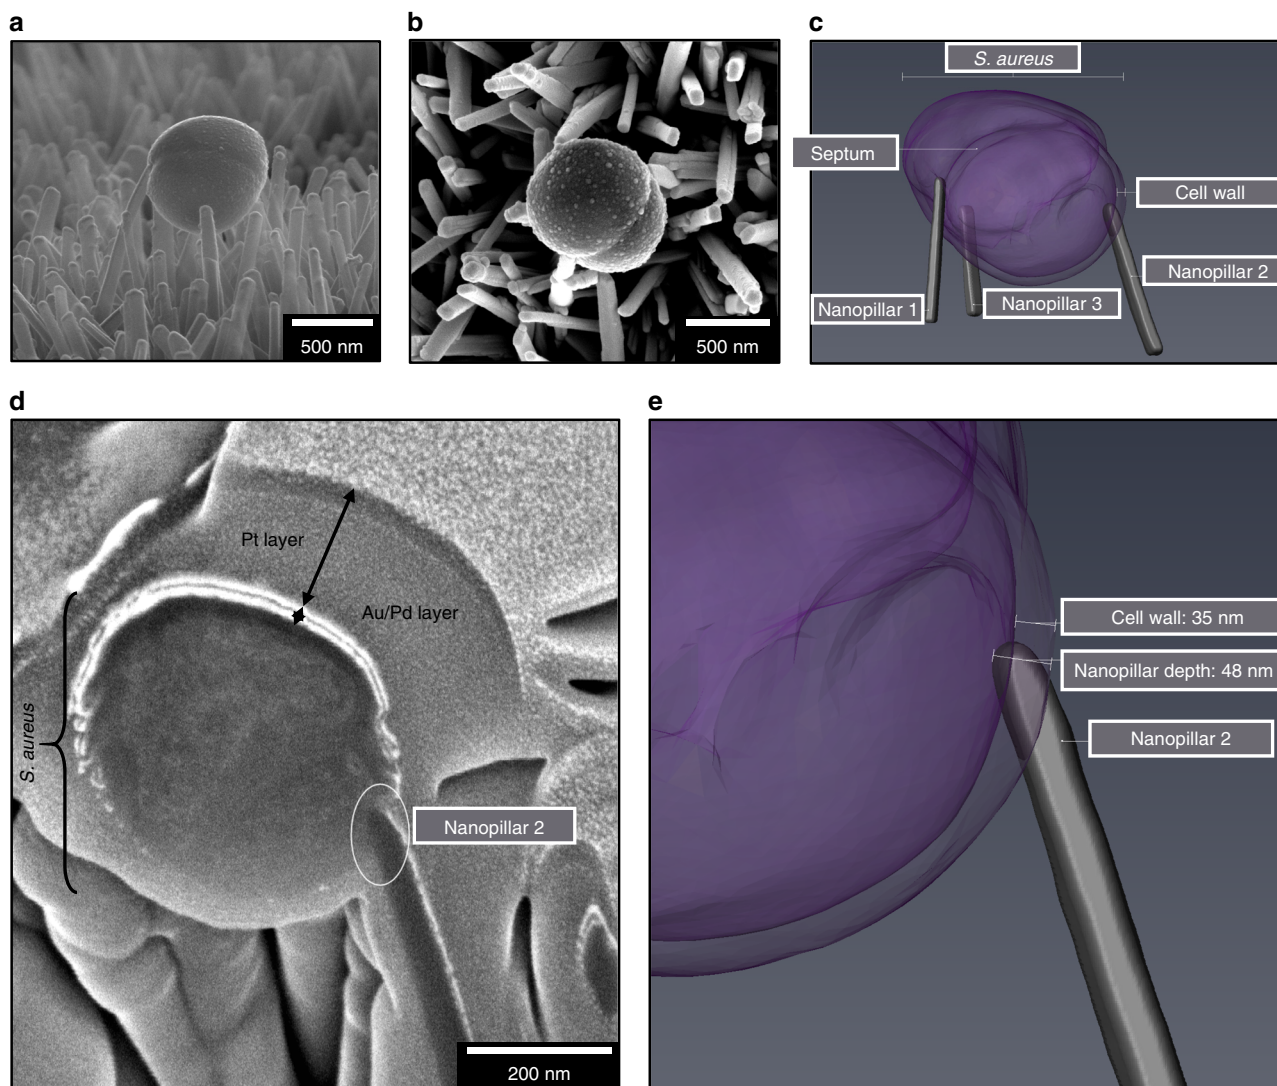 a
b
c
500 nm
500 nm
S. aureus
Septum
Cell wall
Nanopillar 2
Nanopillar 1
Nanopillar 3
d
e
Pt layer
Au/Pd layer
S. aureus
Nanopillar 2
200 nm
Cell wall: 35 nm
Nanopillar depth: 48 nm
Nanopillar 2